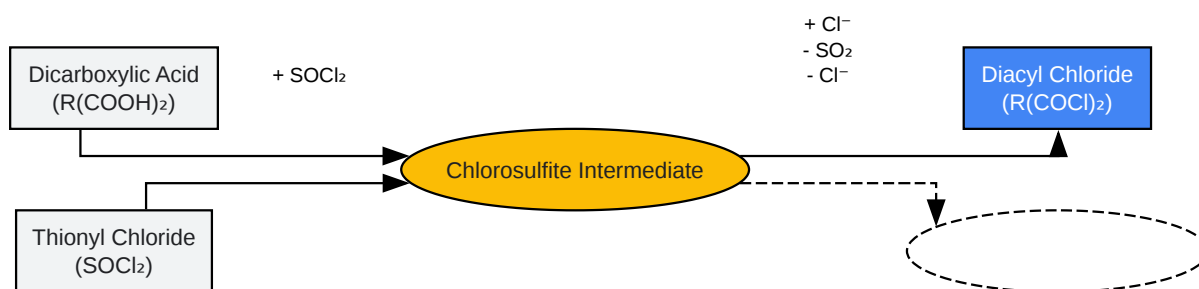 Dicarboxylic Acid
(R(COOH)₂)
+ SOCl₂
+ Cl⁻
- SO₂
- Cl⁻
Diacyl Chloride
(R(COCl)₂)
Chlorosulfite Intermediate
Thionyl Chloride
(SOCl₂)